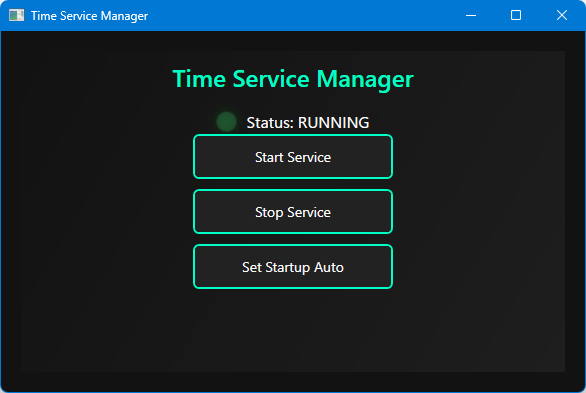 Time Service Manager
Time Service Manager
Status: RUNNING
Start Service
Stop Service
Set Startup Auto